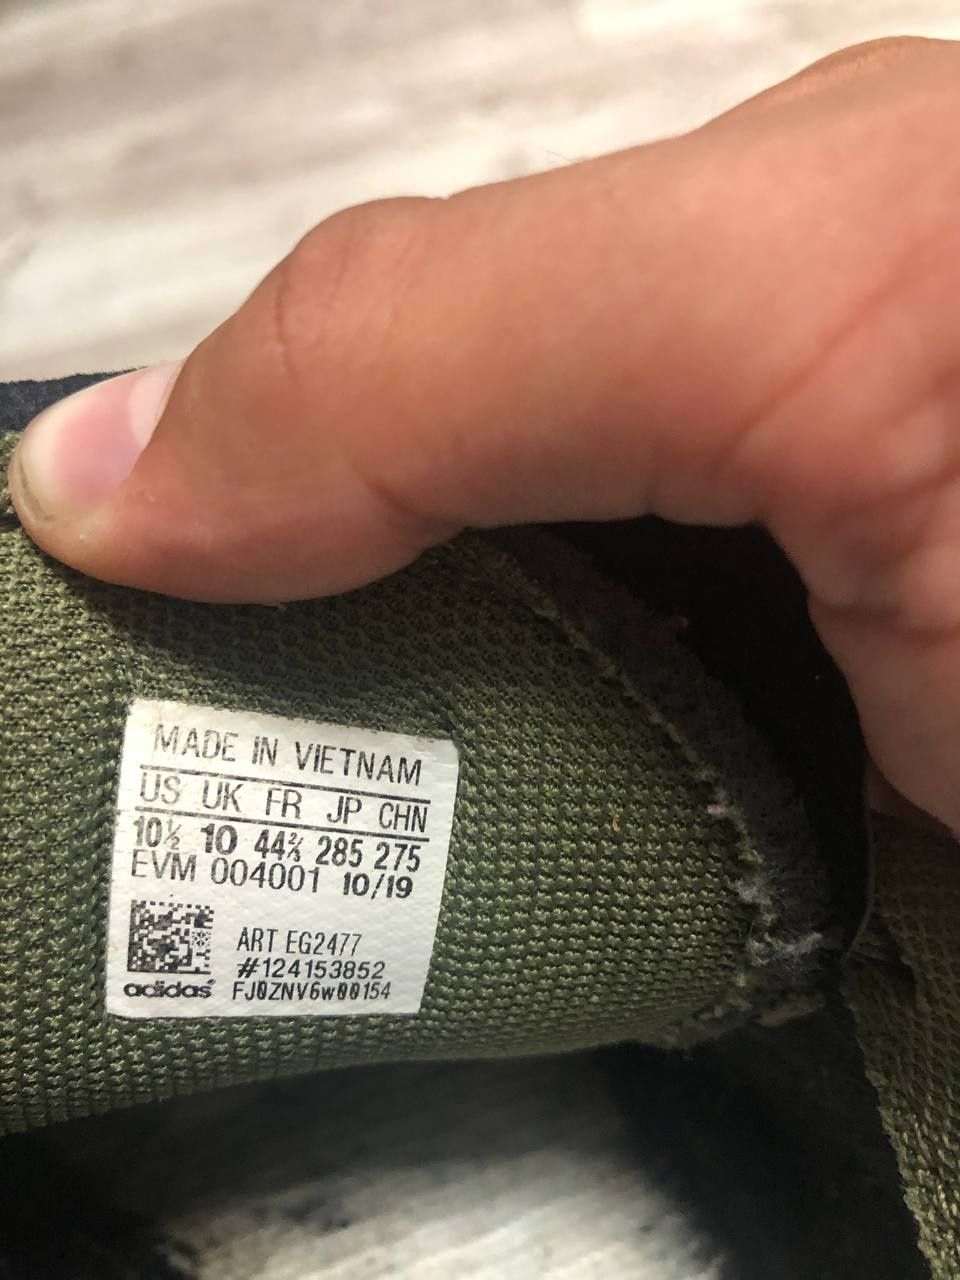 MADE IN VIETNAM
US UK FR JP CHN
10½ 10 44⅔ 285 275
EVM 004001 10/19
ART EG2477
#124153852
adidas FJ0ZNV6w00154